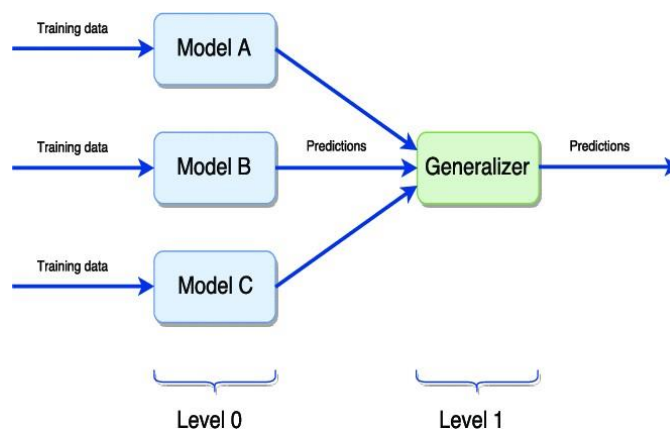 Training data
Model A
Training data
Model B
Predictions
Generalizer
Predictions
Training data
Model C
Level 0
Level 1